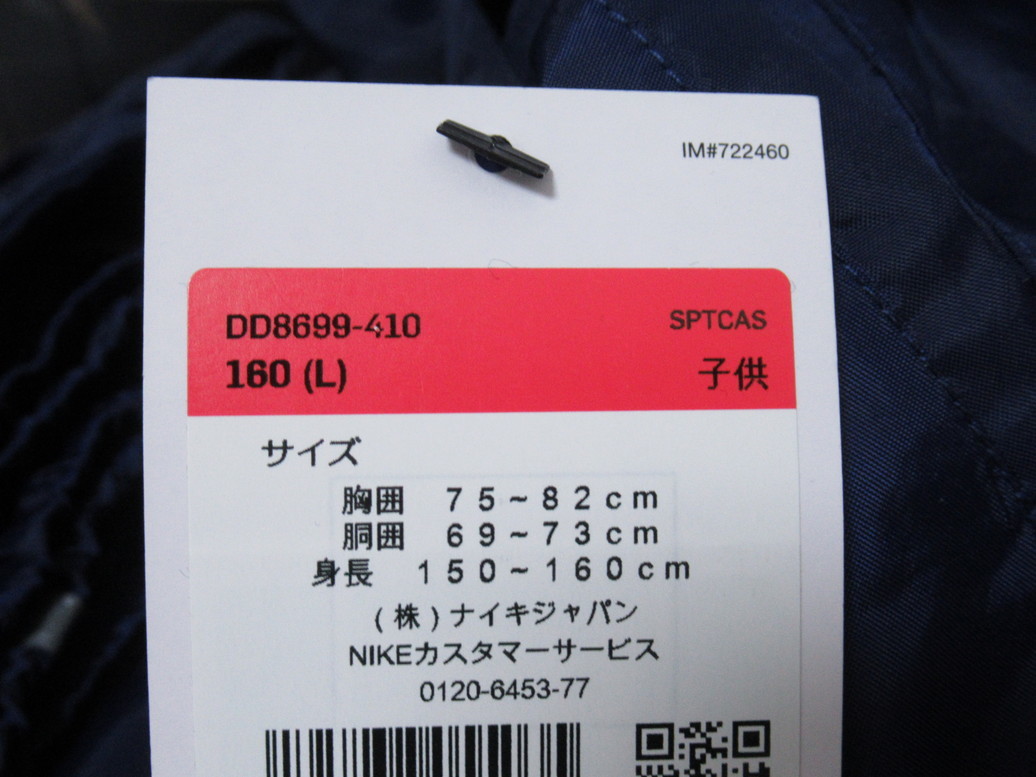 IM#722460
DD8699-410 SPTCAS
160 (L) 子供
サイズ
胸囲 75~82cm
胴囲 69~73cm
身長 150~160cm
(株)ナイキジャパン
NIKEカスタマーサービス
0120-6453-77